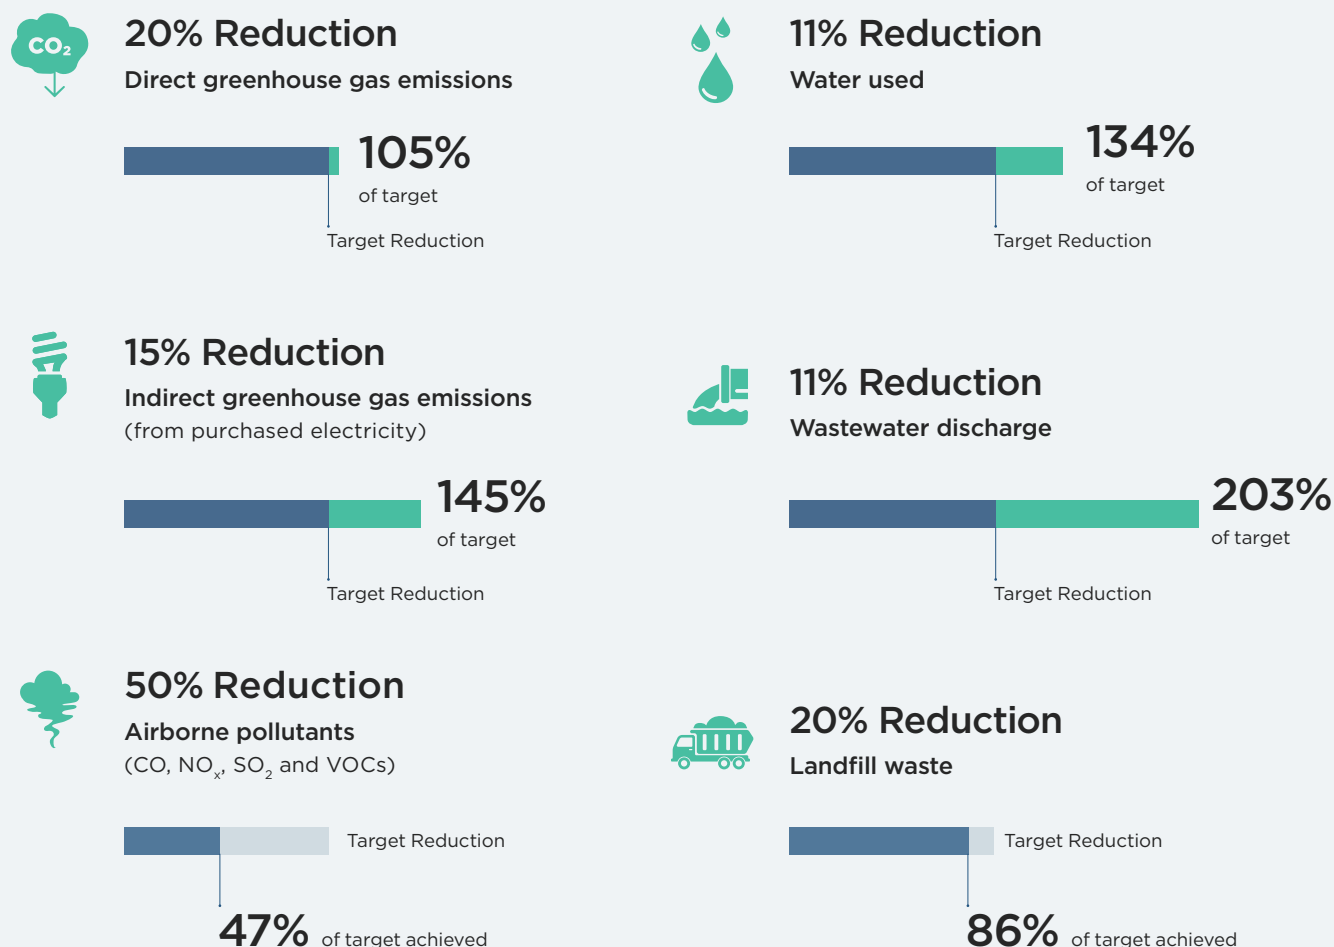 CO2
20% Reduction
Direct greenhouse gas emissions
105%
of target
Target Reduction
11% Reduction
Water used
134%
of target
Target Reduction
15% Reduction
Indirect greenhouse gas emissions
(from purchased electricity)
145%
of target
Target Reduction
11% Reduction
Wastewater discharge
203%
of target
Target Reduction
50% Reduction
Airborne pollutants
(CO, NOx, SO2 and VOCs)
Target Reduction
47% of target achieved
20% Reduction
Landfill waste
Target Reduction
86% of target achieved